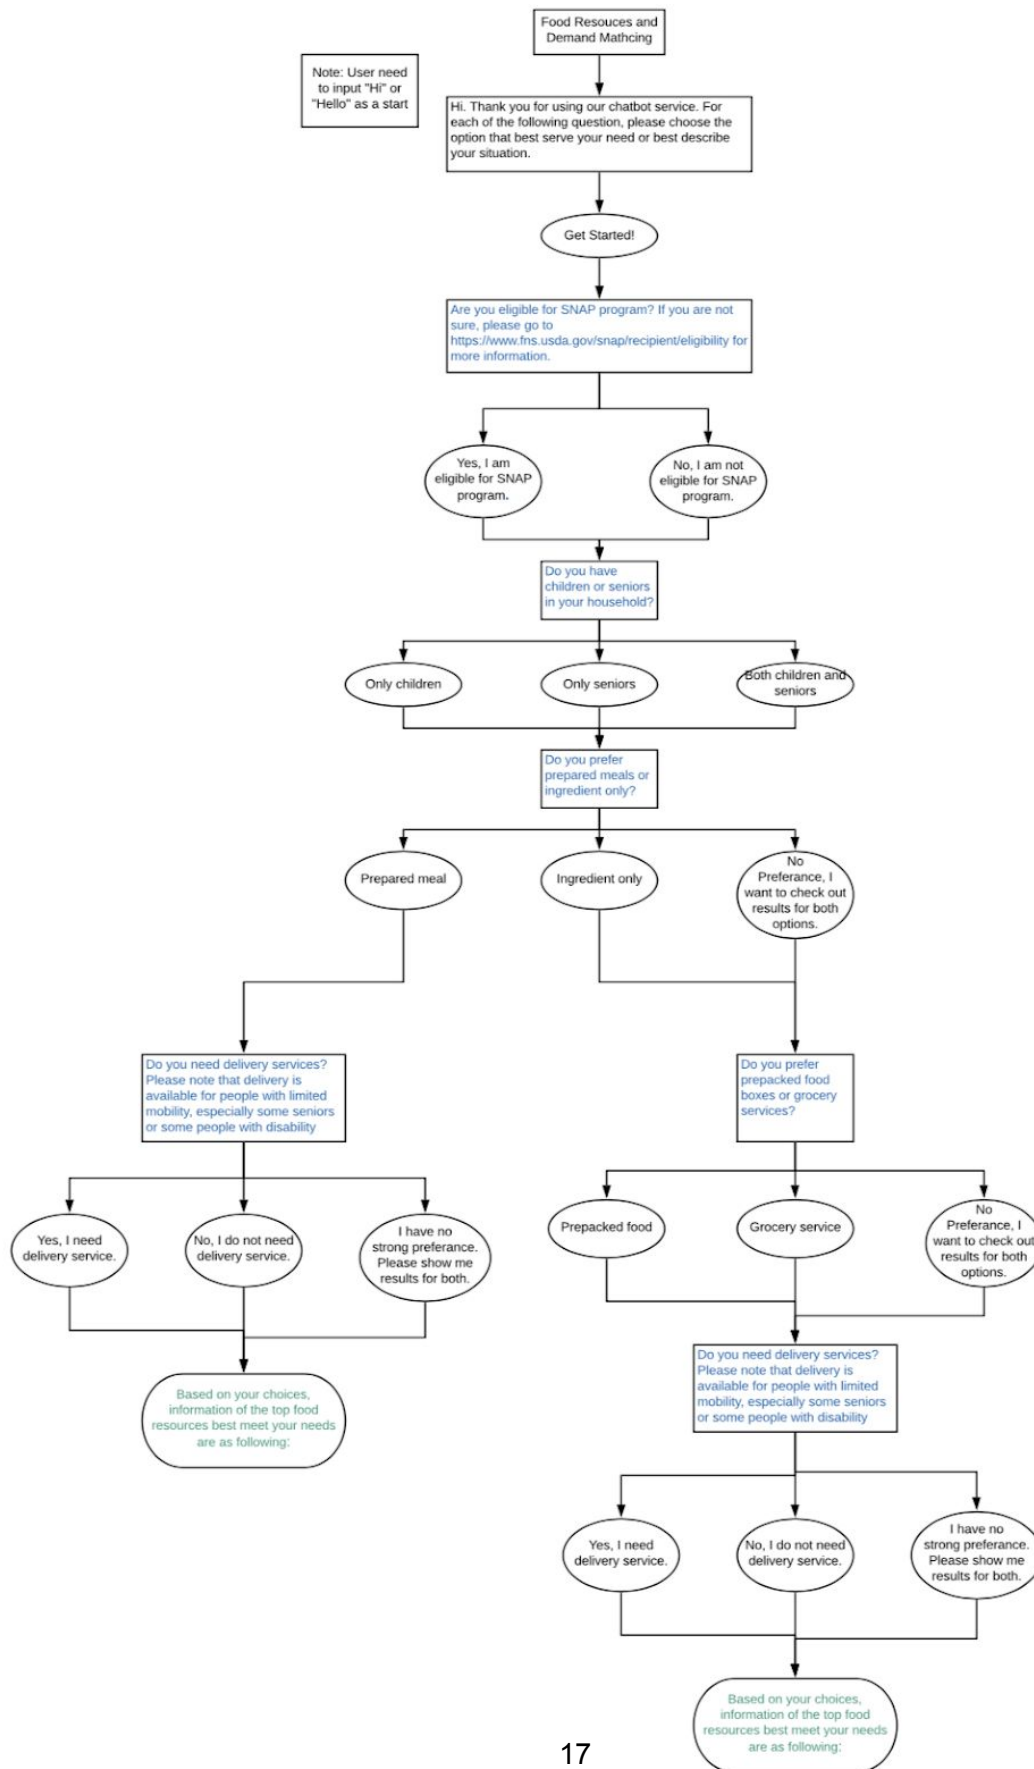 Food Resouces and
Demand Mathcing
Note: User need
to input "Hi" or
"Hello" as a start
Hi. Thank you for using our chatbot service. For
each of the following question, please choose the
option that best serve your need or best describe
your situation.
Get Started!
Are you eligible for SNAP program? If you are not
sure, please go to
https://www.fns.usda.gov/snap/recipient/eligibility for
more information.
Yes, I am
eligible for SNAP
program.
No, I am not
eligible for SNAP
program.
Do you have
children or seniors
in your household?
Only children
Only seniors
Both children and
seniors
Do you prefer
prepared meals or
ingredient only?
Prepared meal
Ingredient only
No
Preferance, I
want to check out
results for both
options.
Do you need delivery services?
Please note that delivery is
available for people with limited
mobility, especially some seniors
or some people with disability
Do you prefer
prepacked food
boxes or grocery
services?
Yes, I need
delivery service.
No, I do not need
delivery service.
I have no
strong preferance.
Please show me
results for both.
Prepacked food
Grocery service
No
Preferance, I
want to check out
results for both
options.
Based on your choices,
information of the top food
resources best meet your needs
are as following:
Do you need delivery services?
Please note that delivery is
available for people with limited
mobility, especially some seniors
or some people with disability
Yes, I need
delivery service.
No, I do not need
delivery service.
I have no
strong preferance.
Please show me
results for both.
Based on your choices,
information of the top food
resources best meet your needs
are as following:
17